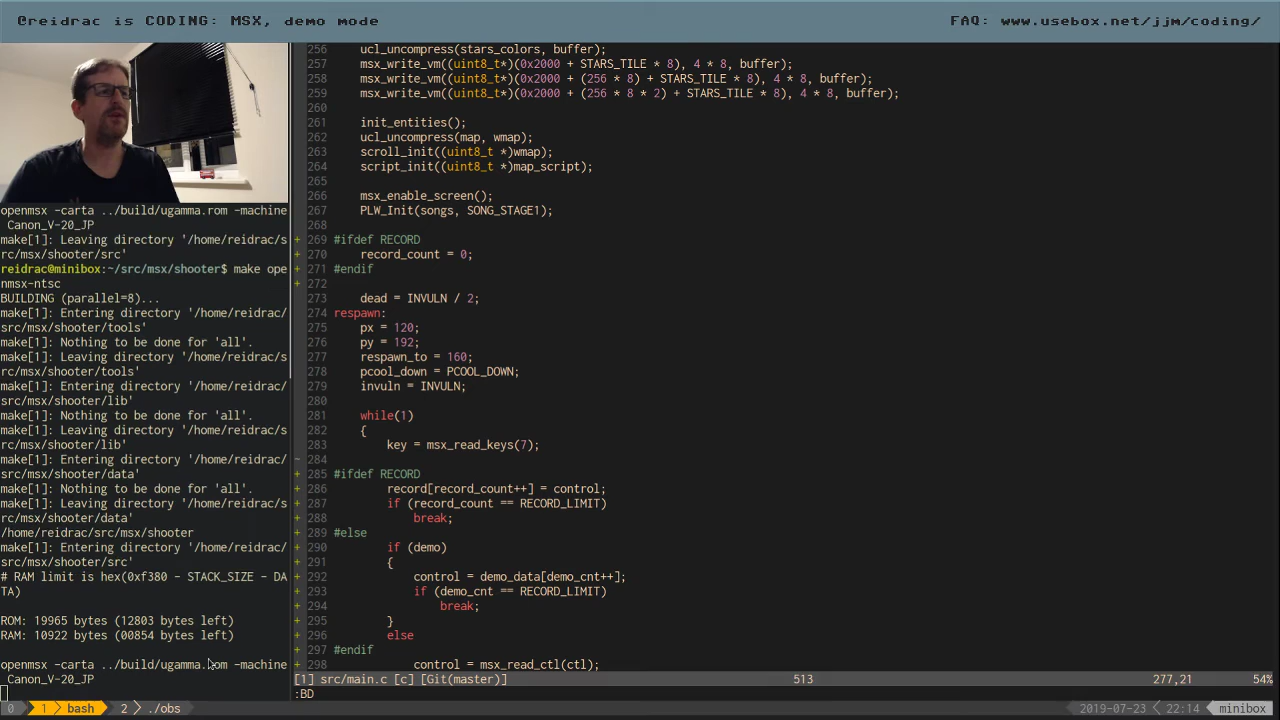 @reidrac is CODING: MSX, demo mode
FAQ: www.usebox.net/jjm/coding/
openmsx -carta ../build/ugamma.rom -machine
 Canon_V-20_JP
make[1]: Leaving directory '/home/reidrac/s
rc/msx/shooter/src'
reidrac@minibox:~/src/msx/shooter$ make ope
nmsx-ntsc
BUILDING (parallel=8)...
make[1]: Entering directory '/home/reidrac/
src/msx/shooter/tools'
make[1]: Nothing to be done for 'all'.
make[1]: Leaving directory '/home/reidrac/s
rc/msx/shooter/tools'
make[1]: Entering directory '/home/reidrac/
src/msx/shooter/lib'
make[1]: Nothing to be done for 'all'.
make[1]: Leaving directory '/home/reidrac/s
rc/msx/shooter/lib'
make[1]: Entering directory '/home/reidrac/
src/msx/shooter/data'
make[1]: Nothing to be done for 'all'.
make[1]: Leaving directory '/home/reidrac/s
rc/msx/shooter/data'
/home/reidrac/src/msx/shooter
make[1]: Entering directory '/home/reidrac/
src/msx/shooter/src'
# RAM limit is hex(0xf380 - STACK_SIZE - DA
TA)
ROM: 19965 bytes (12803 bytes left)
RAM: 10922 bytes (00854 bytes left)
openmsx -carta ../build/ugamma.rom -machine
 Canon_V-20_JP
256     ucl_uncompress(stars_colors, buffer);
257     msx_write_vm((uint8_t*)(0x2000 + STARS_TILE * 8), 4 * 8, buffer);
258     msx_write_vm((uint8_t*)(0x2000 + (256 * 8) + STARS_TILE * 8), 4 * 8, buffer);
259     msx_write_vm((uint8_t*)(0x2000 + (256 * 8 * 2) + STARS_TILE * 8), 4 * 8, buffer);
260
261     init_entities();
262     ucl_uncompress(map, wmap);
263     scroll_init((uint8_t *)wmap);
264     script_init((uint8_t *)map_script);
265
266     msx_enable_screen();
267     PLW_Init(songs, SONG_STAGE1);
268
+ 269 #ifdef RECORD
+ 270     record_count = 0;
+ 271 #endif
+ 272
273     dead = INVULN / 2;
274 respawn:
275     px = 120;
276     py = 192;
277     respawn_to = 160;
278     pcool_down = PCOOL_DOWN;
279     invuln = INVULN;
280
281     while(1)
282     {
283         key = msx_read_keys(7);
- 284
+ 285 #ifdef RECORD
+ 286         record[record_count++] = control;
+ 287         if (record_count == RECORD_LIMIT)
+ 288             break;
+ 289 #else
+ 290         if (demo)
+ 291         {
+ 292             control = demo_data[demo_cnt++];
+ 293             if (demo_cnt == RECORD_LIMIT)
+ 294                 break;
+ 295         }
+ 296         else
+ 297 #endif
+ 298             control = msx_read_ctl(ctl);
[1] src/main.c [c] [Git(master)] 513 277,21 54%
:BD
0 1 bash 2 ./obs 2019-07-23 22:14 minibox